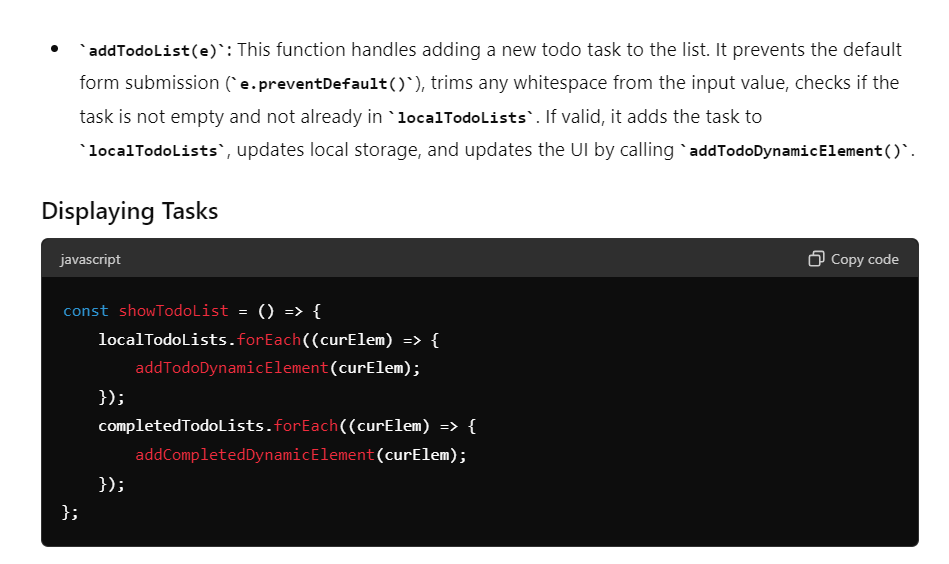 • `addTodoList(e)`: This function handles adding a new todo task to the list. It prevents the default
form submission (`e.preventDefault()`), trims any whitespace from the input value, checks if the
task is not empty and not already in `localTodoLists`. If valid, it adds the task to
`localTodoLists`, updates local storage, and updates the UI by calling `addTodoDynamicElement()`.
Displaying Tasks
javascript
Copy code
const showTodoList = () => {
    localTodoLists.forEach((curElem) => {
        addTodoDynamicElement(curElem);
    });
    completedTodoLists.forEach((curElem) => {
        addCompletedDynamicElement(curElem);
    });
};